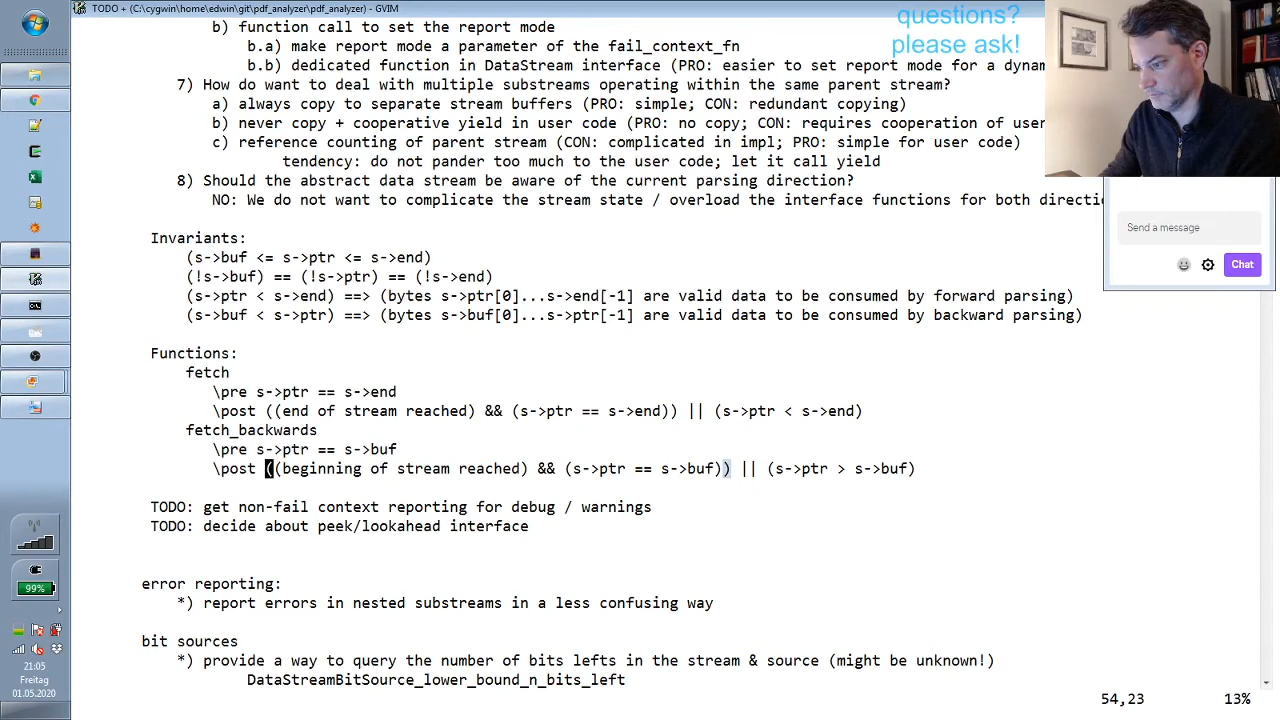 TODO + (C:\cygwin\home\edwin\git\pdf_analyzer\pdf_analyzer) - GVIM
b) function call to set the report mode
b.a) make report mode a parameter of the fail_context_fn
b.b) dedicated function in DataStream interface (PRO: easier to set report mode for a dynam
7) How do want to deal with multiple substreams operating within the same parent stream?
a) always copy to separate stream buffers (PRO: simple; CON: redundant copying)
b) never copy + cooperative yield in user code (PRO: no copy; CON: requires cooperation of user
c) reference counting of parent stream (CON: complicated in impl; PRO: simple for user code)
tendency: do not pander too much to the user code; let it call yield
8) Should the abstract data stream be aware of the current parsing direction?
NO: We do not want to complicate the stream state / overload the interface functions for both directi
Invariants:
(s->buf <= s->ptr <= s->end)
(!s->buf) == (!s->ptr) == (!s->end)
(s->ptr < s->end) ==> (bytes s->ptr[0]...s->end[-1] are valid data to be consumed by forward parsing)
(s->buf < s->ptr) ==> (bytes s->buf[0]...s->ptr[-1] are valid data to be consumed by backward parsing)
Functions:
fetch
\pre s->ptr == s->end
\post ((end of stream reached) && (s->ptr == s->end)) || (s->ptr < s->end)
fetch_backwards
\pre s->ptr == s->buf
\post ((beginning of stream reached) && (s->ptr == s->buf)) || (s->ptr > s->buf)
TODO: get non-fail context reporting for debug / warnings
TODO: decide about peek/lookahead interface
error reporting:
*) report errors in nested substreams in a less confusing way
bit sources
*) provide a way to query the number of bits lefts in the stream & source (might be unknown!)
DataStreamBitSource_lower_bound_n_bits_left
54,23
13%
questions?
please ask!
Send a message
Chat
99%
21:05
Freitag
01.05.2020